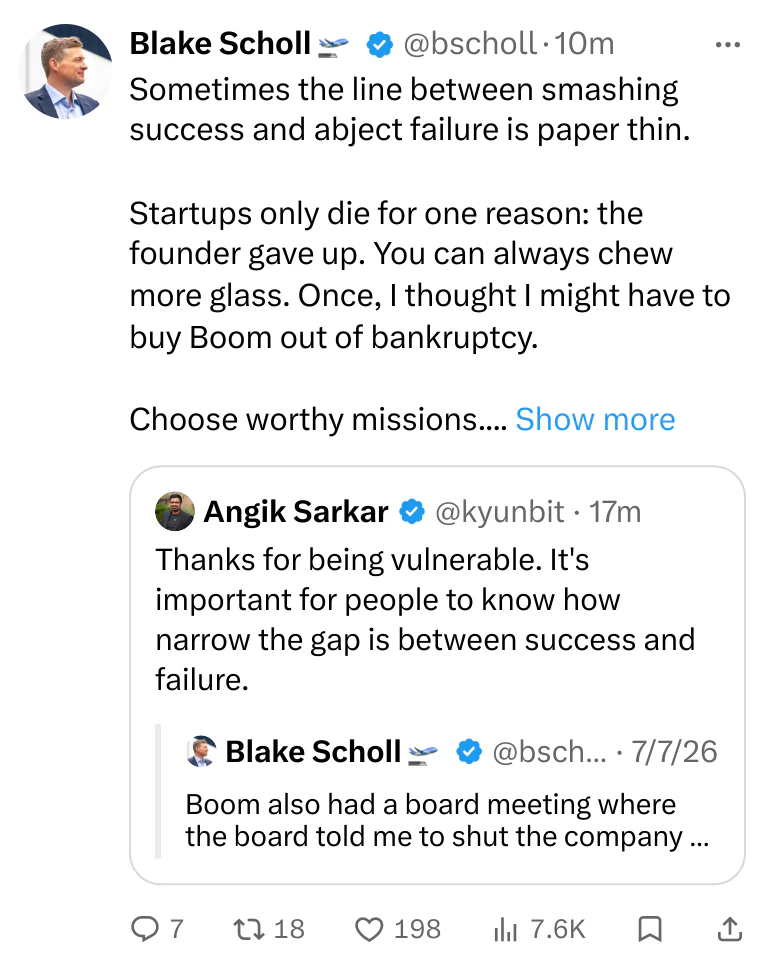 Blake Scholl 🛫 @bscholl · 10m
Sometimes the line between smashing
success and abject failure is paper thin.
Startups only die for one reason: the
founder gave up. You can always chew
more glass. Once, I thought I might have to
buy Boom out of bankruptcy.
Choose worthy missions.... Show more
Angik Sarkar @kyunbit · 17m
Thanks for being vulnerable. It's
important for people to know how
narrow the gap is between success and
failure.
Blake Scholl 🛫 @bsch... · 7/7/26
Boom also had a board meeting where
the board told me to shut the company ...
7 18 198 7.6K